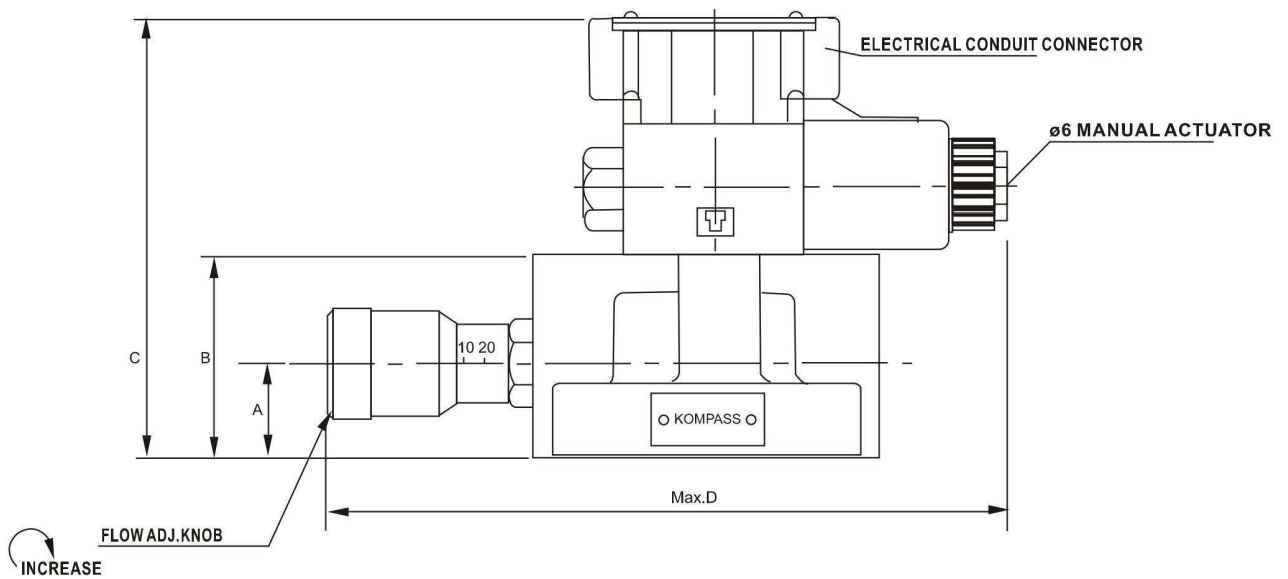 ELECTRICAL CONDUIT CONNECTOR
ø6 MANUAL ACTUATOR
C
B
10 20
A
KOMPASS
Max.D
FLOW ADJ.KNOB
INCREASE